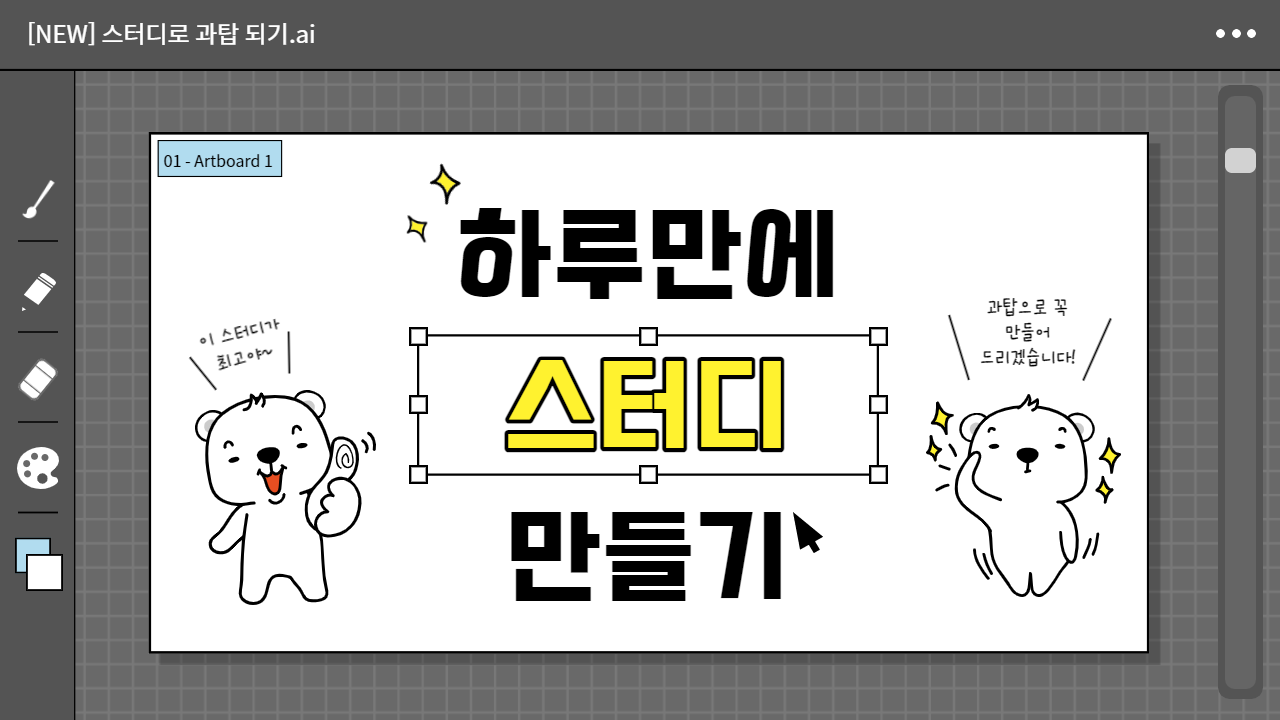 [NEW] 스터디로 과탑 되기.ai
01 - Artboard 1
하루만에
스터디
만들기
이 스터디가
최고야~
과탑으로 꼭
만들어
드리겠습니다!